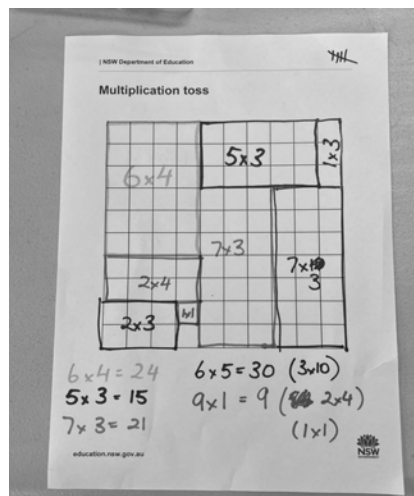 NSW Department of Education
Multiplication toss
5x3
1x3
6x4
7x3
7x
3
2x4
2x3
1x1
6x4=24
6x5=30 (3x10)
5x3=15
9x1=9 (2x4)
7x3=21
(1x1)
education.nsw.gov.au
NSW